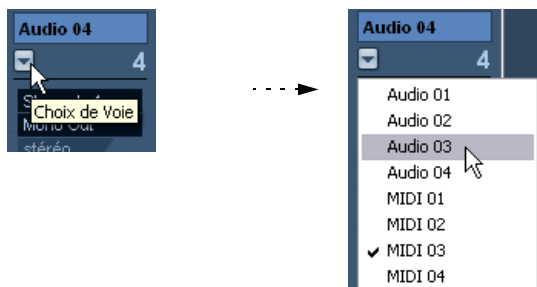 Audio 04
4
Choix de Voie
Mono Out
stéréo
Audio 04
4
Audio 01
Audio 02
Audio 03
Audio 04
MIDI 01
MIDI 02
✓ MIDI 03
MIDI 04